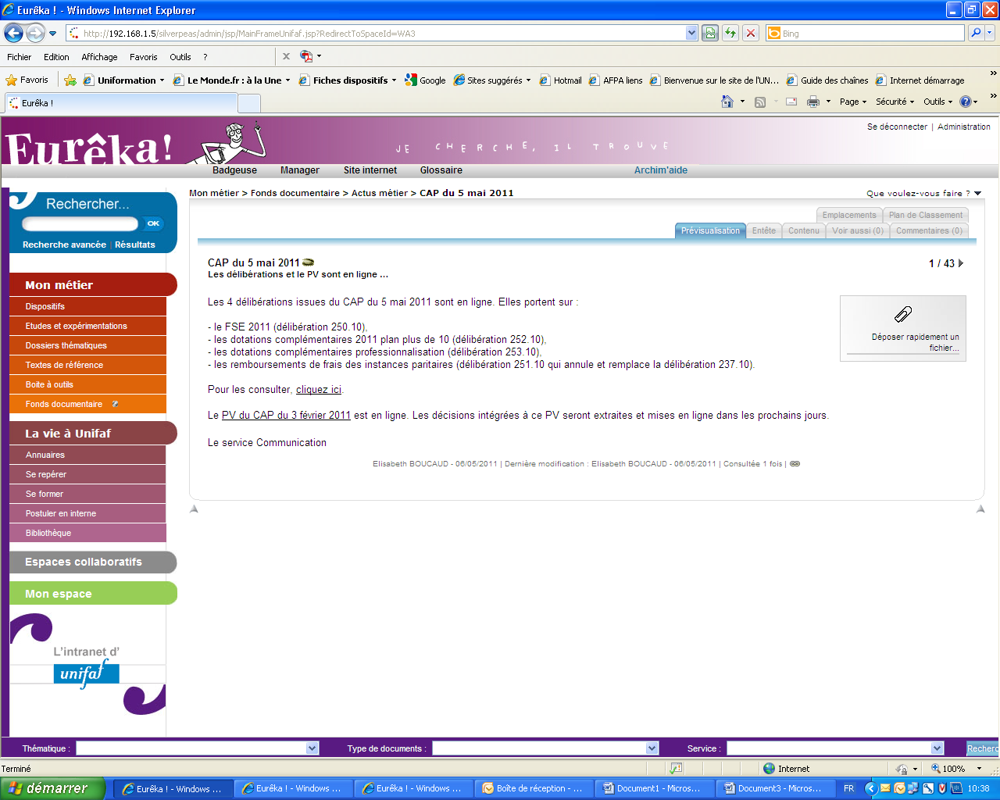 Eurêka ! - Windows Internet Explorer
http://192.168.1.5/silverpeas/admin/jsp/MainFrameUnifaf.jsp?RedirectToSpaceId=WA3
Bing
Fichier Edition Affichage Favoris Outils ?
Favoris Uniformation Le Monde.fr : à la Une Fiches dispositifs Google Sites suggérés Hotmail AFPA liens Bienvenue sur le site de l'UN... Guide des chaînes Internet démarrage
Eurêka ! Page Sécurité Outils
Se déconnecter | Administration
Eurêka!
JE CHERCHE, IL TROUVE
Badgeuse Manager Site internet Glossaire Archim'aide
Mon métier > Fonds documentaire > Actus métier > CAP du 5 mai 2011
Que voulez-vous faire ?
Rechercher...
OK
Recherche avancée | Résultats
Emplacements Plan de Classement
Prévisualisation Entête Contenu Voir aussi (0) Commentaires (0)
CAP du 5 mai 2011
1 / 43
Les délibérations et le PV sont en ligne ...
Les 4 délibérations issues du CAP du 5 mai 2011 sont en ligne. Elles portent sur :
- le FSE 2011 (délibération 250.10),
- les dotations complémentaires 2011 plan plus de 10 (délibération 252.10),
- les dotations complémentaires professionnalisation (délibération 253.10),
- les remboursements de frais des instances paritaires (délibération 251.10 qui annule et remplace la délibération 237.10).
Pour les consulter, cliquez ici.
Le PV du CAP du 3 février 2011 est en ligne. Les décisions intégrées à ce PV seront extraites et mises en ligne dans les prochains jours.
Le service Communication
Elisabeth BOUCAUD - 06/05/2011 | Dernière modification : Elisabeth BOUCAUD - 06/05/2011 | Consultée 1 fois |
Déposer rapidement un
fichier...
Mon métier
Dispositifs
Etudes et expérimentations
Dossiers thématiques
Textes de référence
Boite à outils
Fonds documentaire
La vie à Unifaf
Annuaires
Se repérer
Se former
Postuler en interne
Bibliothèque
Espaces collaboratifs
Mon espace
L'intranet d'
unifaf
Thématique : Type de documents : Service : Recherc
Terminé Internet 100%
démarrer Eurêka ! - Windows ... Eurêka ! - Windows ... Eurêka ! - Windows ... Boîte de réception - ... Document1 - Micros... Document3 - Micros... FR 10:38